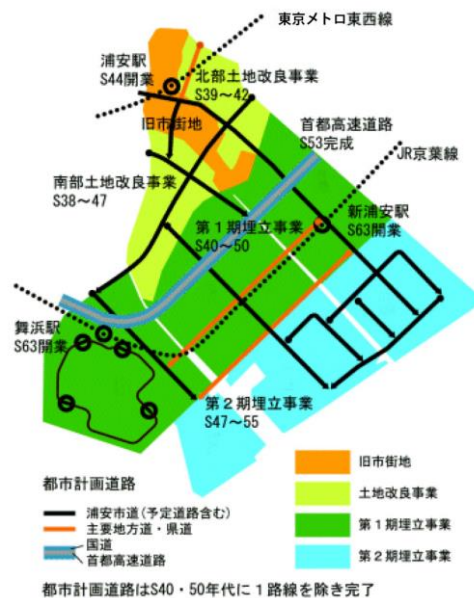 東京メトロ東西線
浦安駅
S44開業
北部土地改良事業
S39～42
旧市街地
首都高速道路
S53完成
JR京葉線
南部土地改良事業
S38～47
第１期埋立事業
S40～50
新浦安駅
S63開業
舞浜駅
S63開業
第２期埋立事業
S47～55
都市計画道路
浦安市道(予定道路含む)
主要地方道・県道
国道
首都高速道路
旧市街地
土地改良事業
第１期埋立事業
第２期埋立事業
都市計画道路はS40・50年代に１路線を除き完了